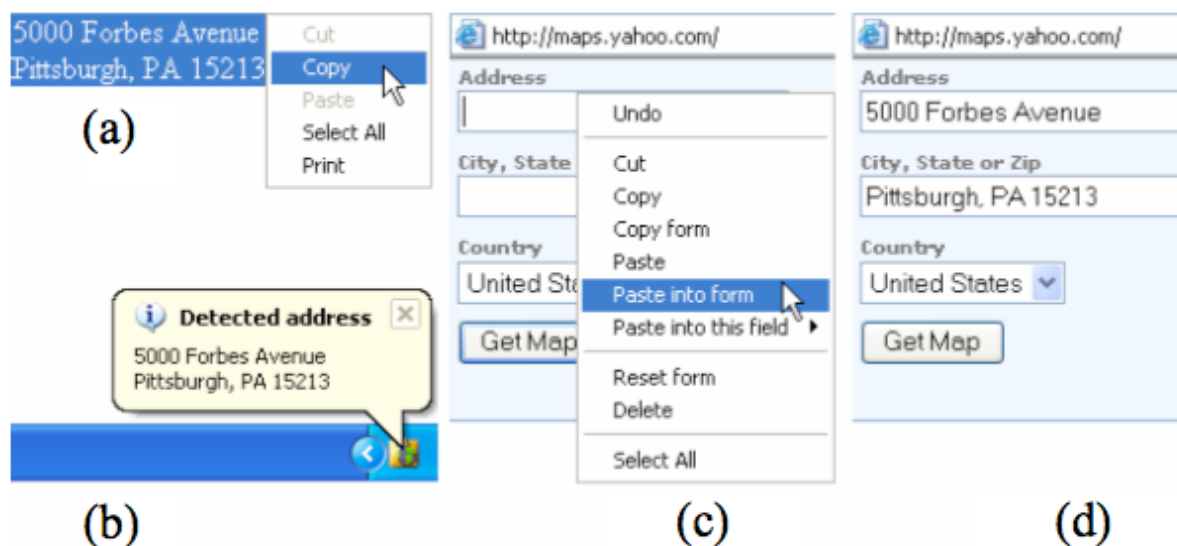 5000 Forbes Avenue
Pittsburgh, PA 15213
Cut
Copy
Paste
Select All
Print
(a)
Detected address
5000 Forbes Avenue
Pittsburgh, PA 15213
(b)
http://maps.yahoo.com/
Address
City, State
Country
United Sta
Get Map
Undo
Cut
Copy
Copy form
Paste
Paste into form
Paste into this field
Reset form
Delete
Select All
(c)
http://maps.yahoo.com/
Address
5000 Forbes Avenue
City, State or Zip
Pittsburgh, PA 15213
Country
United States
Get Map
(d)